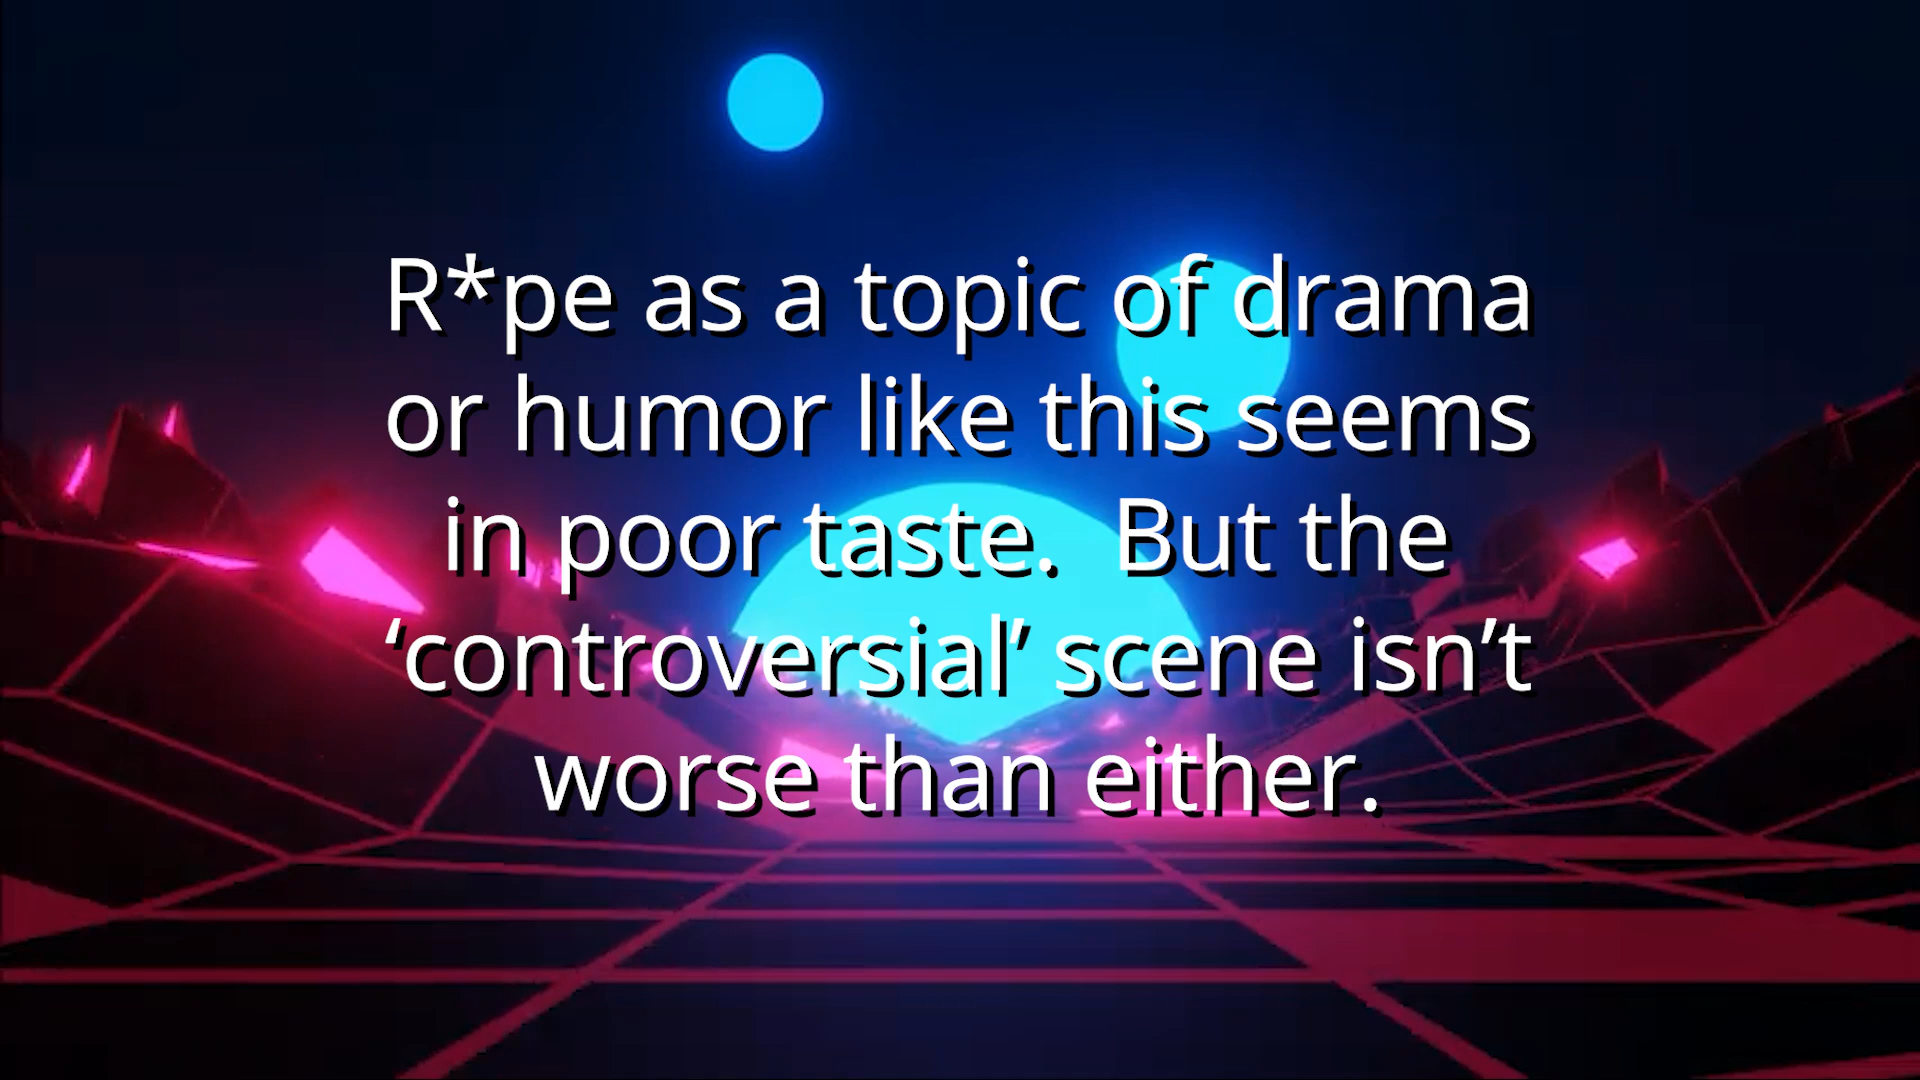 R*pe as a topic of drama
or humor like this seems
in poor taste.  But the
‘controversial’ scene isn’t
worse than either.